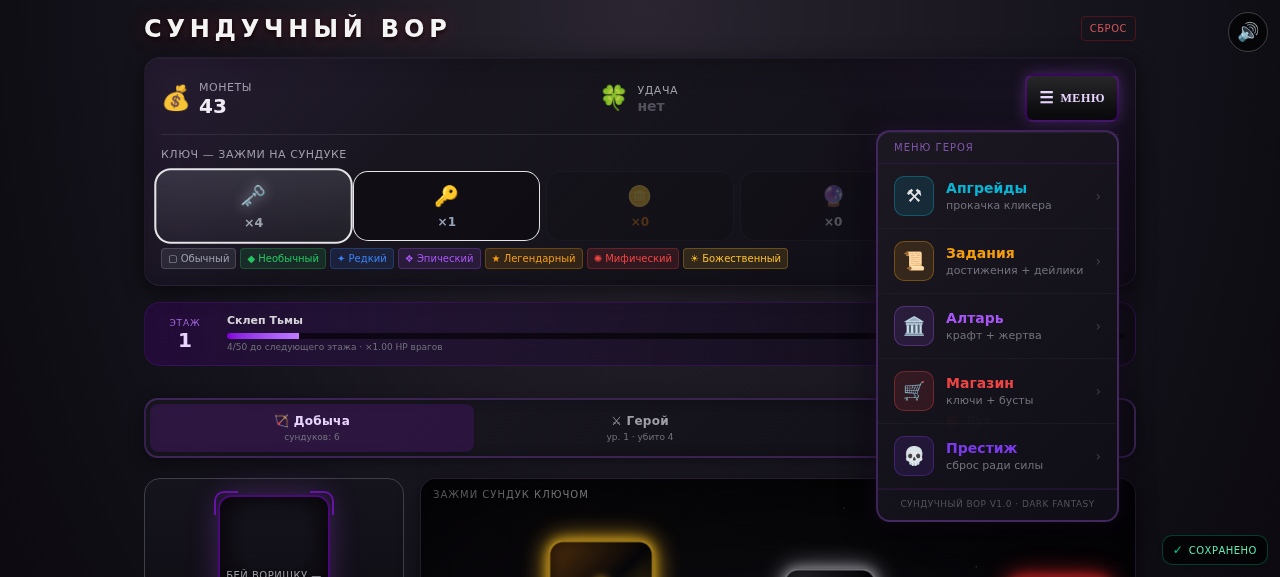 СУНДУЧНЫЙ ВОР
СБРОС
МОНЕТЫ
43
УДАЧА
нет
☰ МЕНЮ
КЛЮЧ — ЗАЖМИ НА СУНДУКЕ
×4
×1
×0
×0
▢ Обычный
◆ Необычный
✦ Редкий
❖ Эпический
★ Легендарный
✺ Мифический
☀ Божественный
ЭТАЖ
1
Склеп Тьмы
4/50 до следующего этажа · ×1.00 HP врагов
Добыча
сундуков: 6
⚔ Герой
ур. 1 · убито 4
МЕНЮ ГЕРОЯ
Апгрейды
прокачка кликера
›
Задания
достижения + дейлики
›
Алтарь
крафт + жертва
›
Магазин
ключи + бусты
›
Престиж
сброс ради силы
›
СУНДУЧНЫЙ ВОР V1.0 · DARK FANTASY
БЕЙ ВОРИШКУ —
ЗАЖМИ СУНДУК КЛЮЧОМ
✓ СОХРАНЕНО